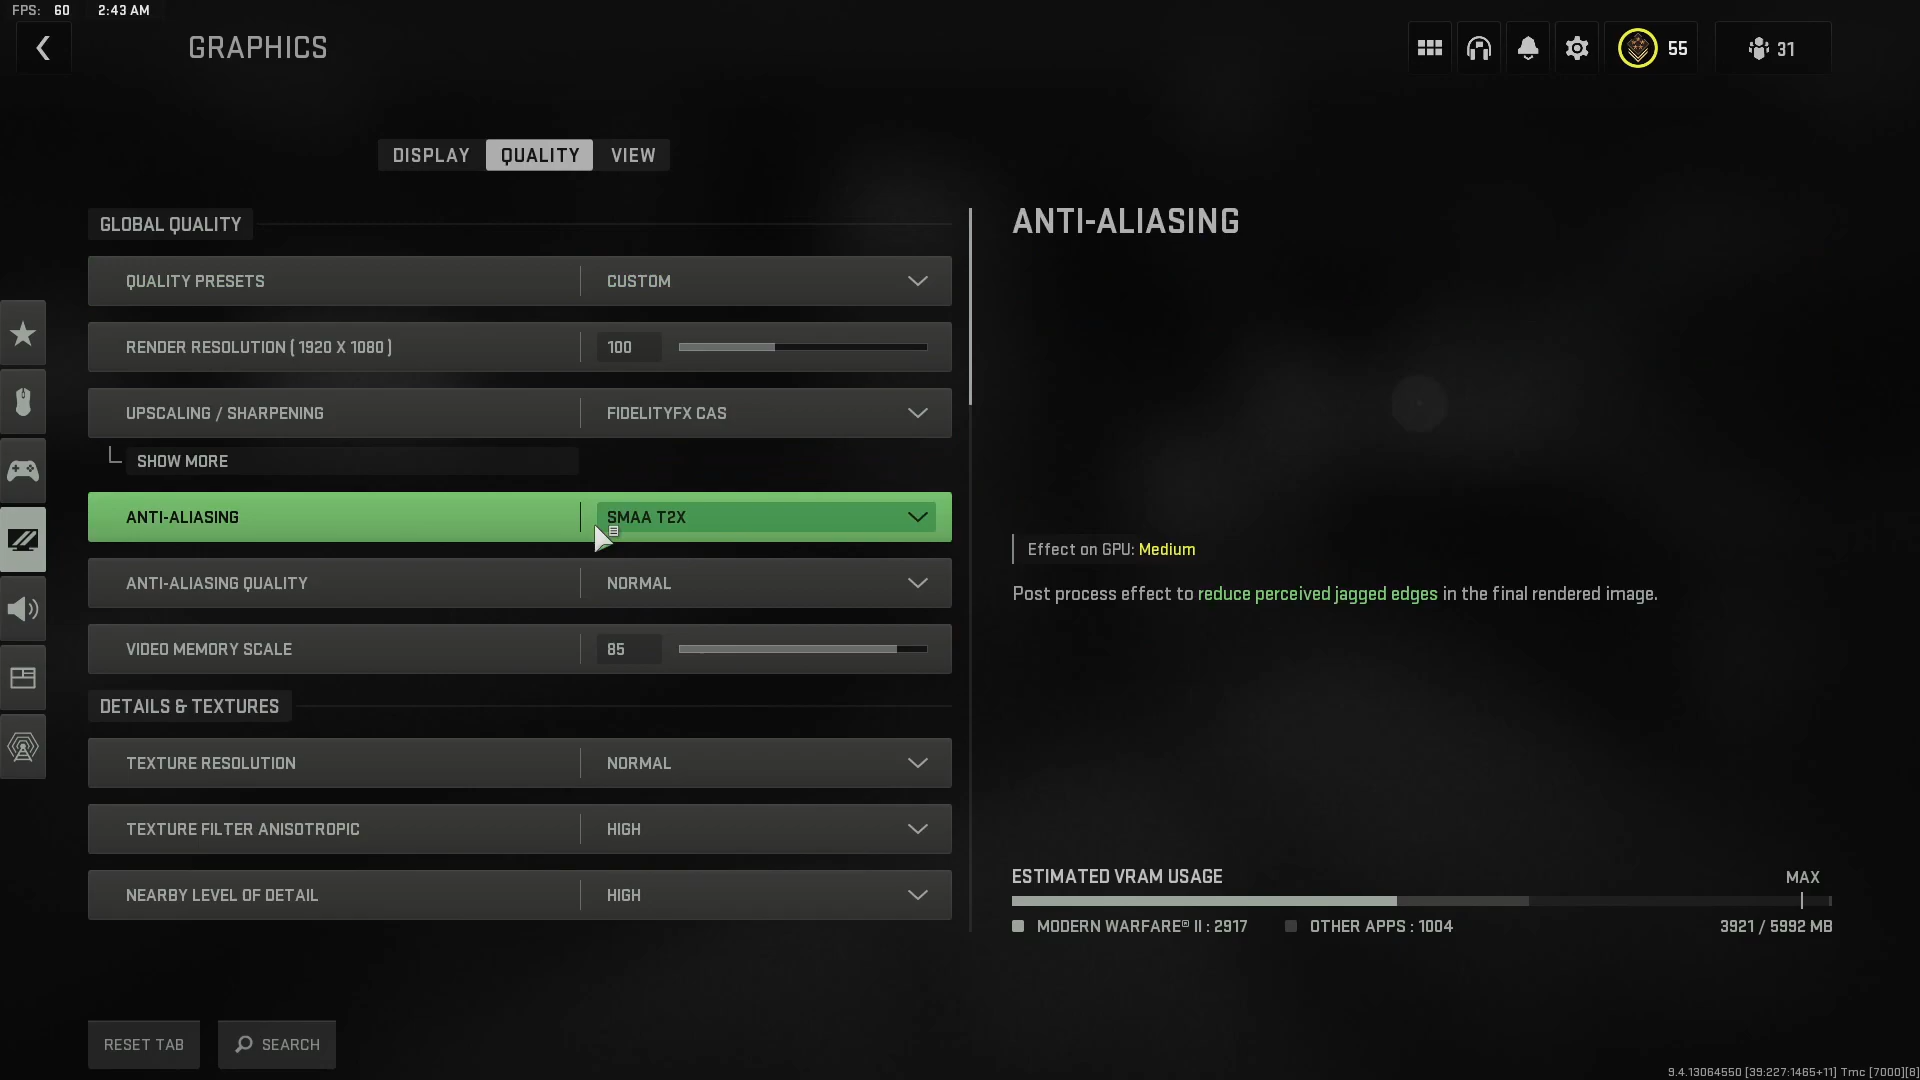 FPS: 60 2:43 AM
GRAPHICS
55
31
DISPLAY QUALITY VIEW
GLOBAL QUALITY
QUALITY PRESETS CUSTOM
RENDER RESOLUTION ( 1920 X 1080 ) 100
UPSCALING / SHARPENING FIDELITYFX CAS
SHOW MORE
ANTI-ALIASING SMAA T2X
ANTI-ALIASING QUALITY NORMAL
VIDEO MEMORY SCALE 85
DETAILS & TEXTURES
TEXTURE RESOLUTION NORMAL
TEXTURE FILTER ANISOTROPIC HIGH
NEARBY LEVEL OF DETAIL HIGH
ANTI-ALIASING
Effect on GPU: Medium
Post process effect to reduce perceived jagged edges in the final rendered image.
ESTIMATED VRAM USAGE MAX
MODERN WARFARE® II : 2917 OTHER APPS : 1004 3921 / 5992 MB
RESET TAB SEARCH
9.4.13064550 [39:227:1465+11] Tmc [7000][8]